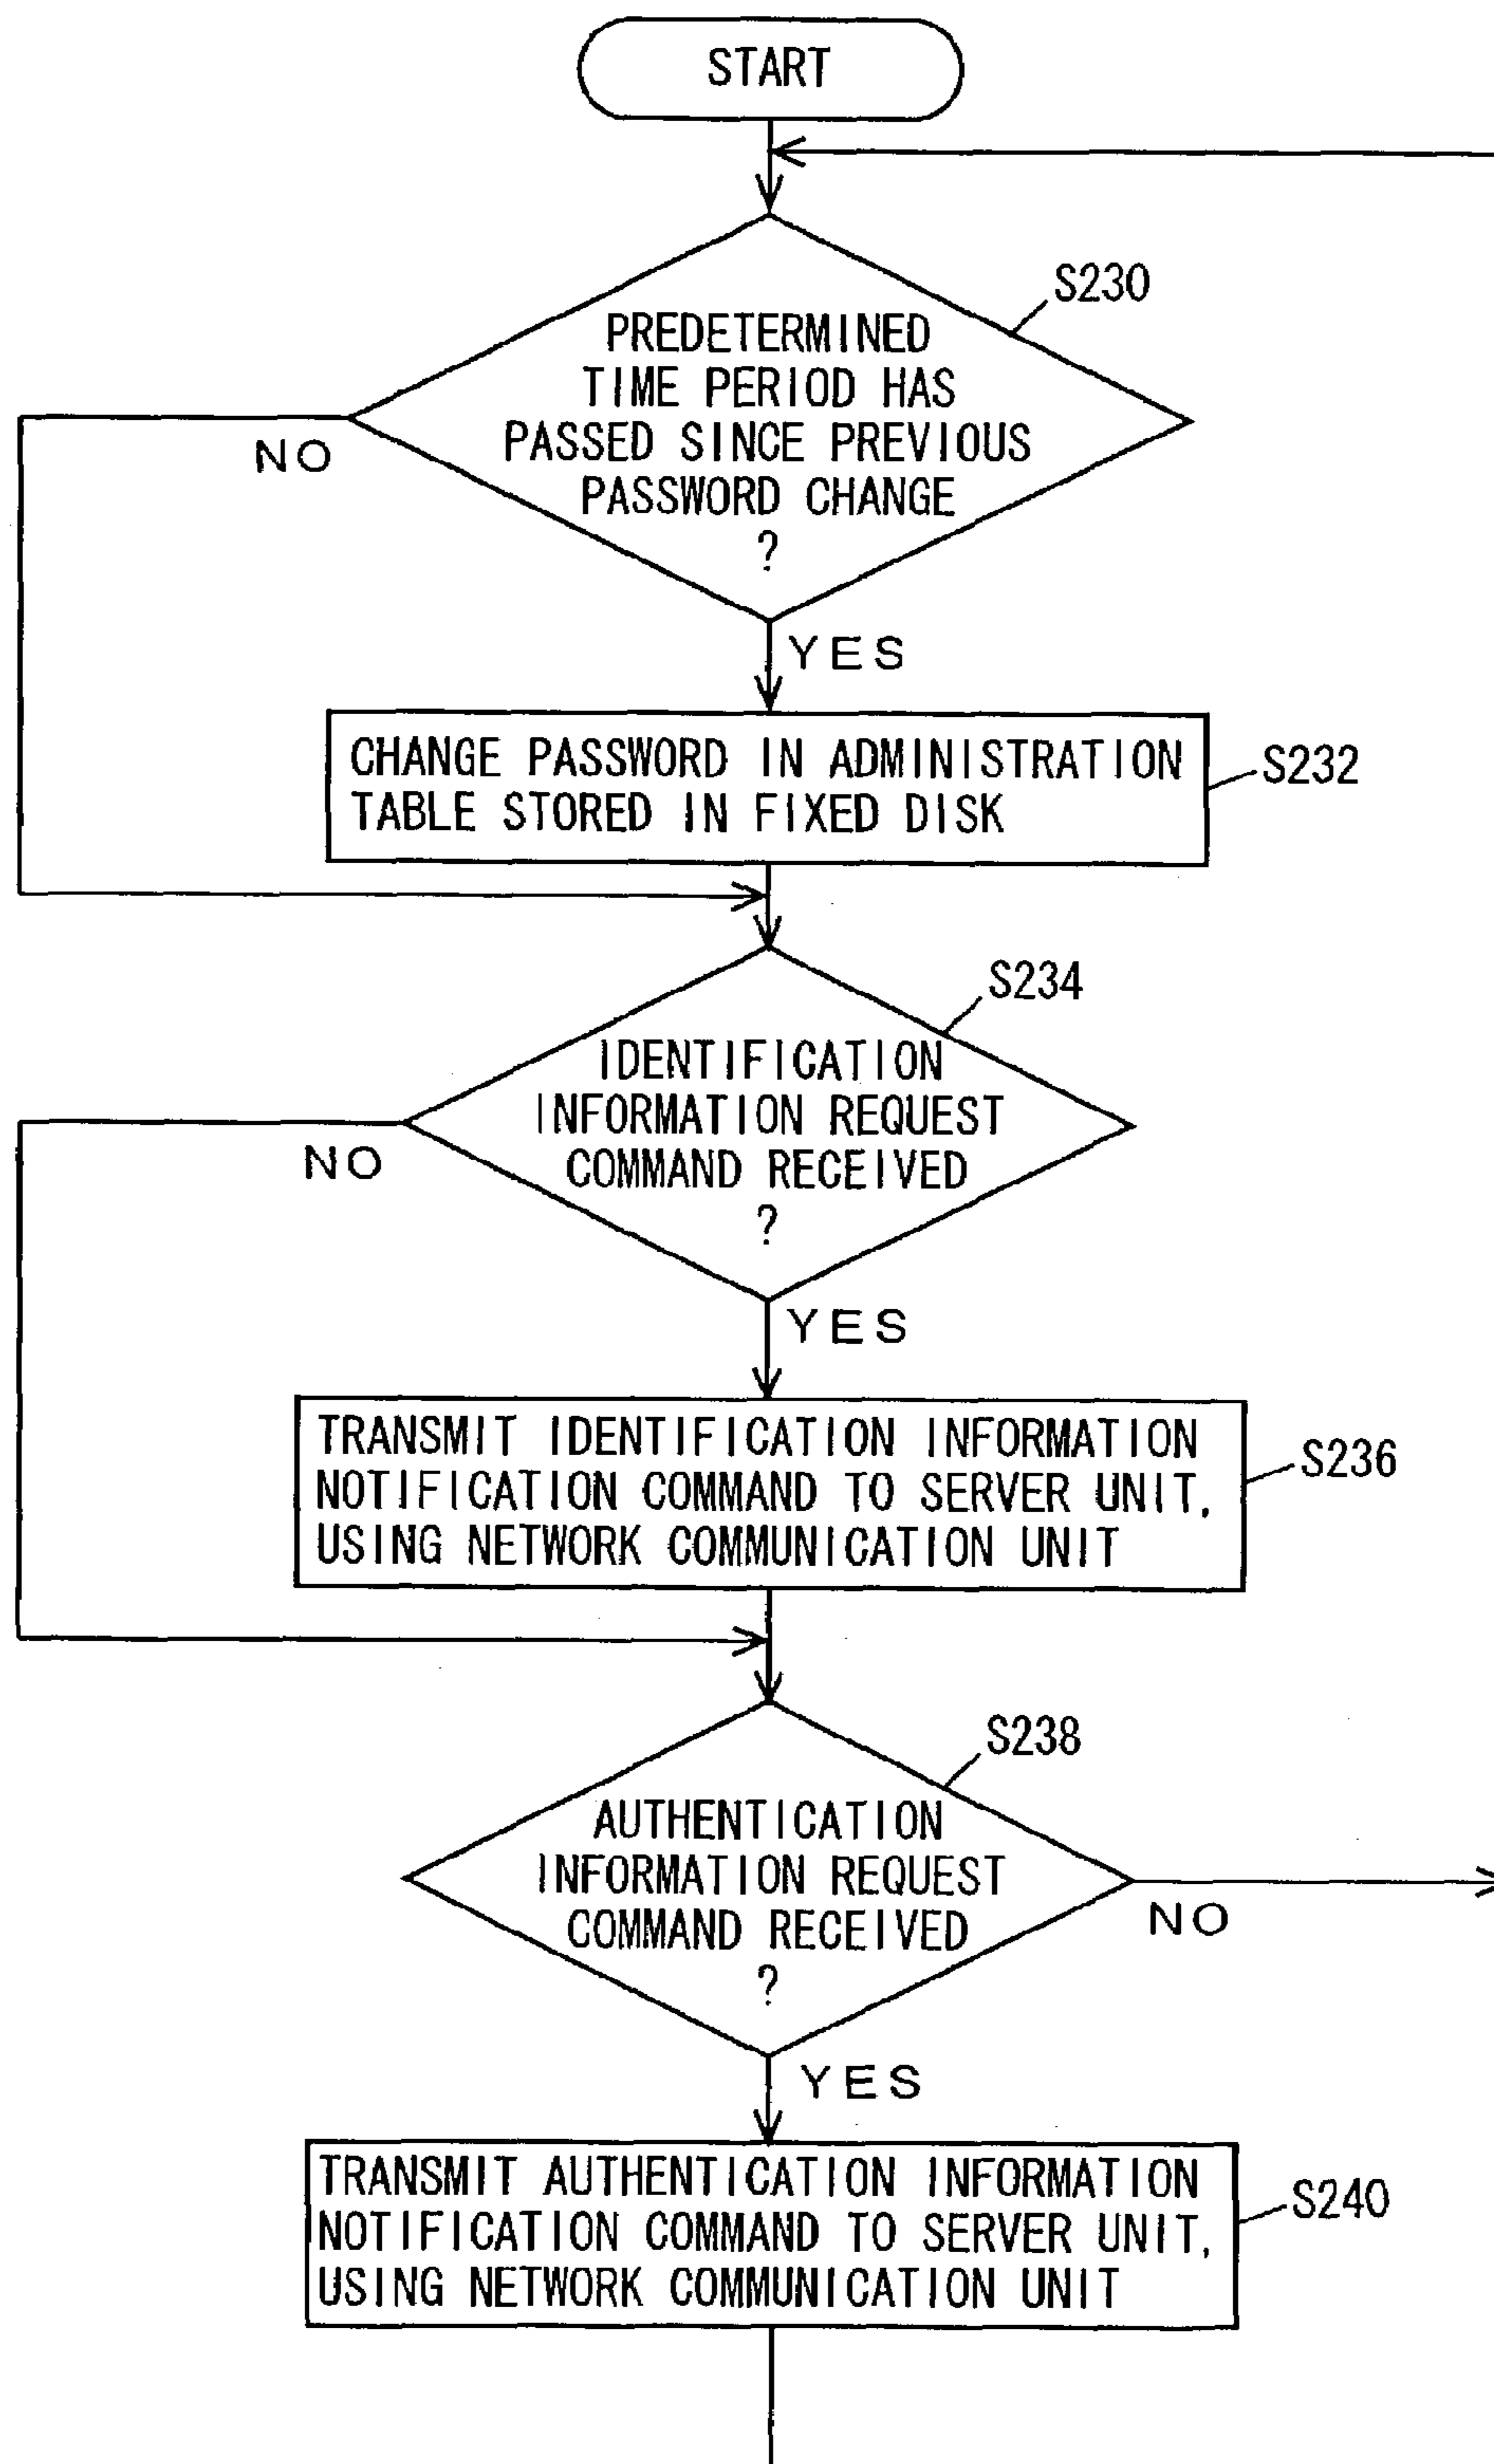 START
S230
PREDETERMINED
TIME PERIOD HAS
PASSED SINCE PREVIOUS
PASSWORD CHANGE
?
NO
YES
CHANGE PASSWORD IN ADMINISTRATION
TABLE STORED IN FIXED DISK
S232
S234
IDENTIFICATION
INFORMATION REQUEST
COMMAND RECEIVED
?
NO
YES
TRANSMIT IDENTIFICATION INFORMATION
NOTIFICATION COMMAND TO SERVER UNIT,
USING NETWORK COMMUNICATION UNIT
S236
S238
AUTHENTICATION
INFORMATION REQUEST
COMMAND RECEIVED
?
NO
YES
TRANSMIT AUTHENTICATION INFORMATION
NOTIFICATION COMMAND TO SERVER UNIT,
USING NETWORK COMMUNICATION UNIT
S240